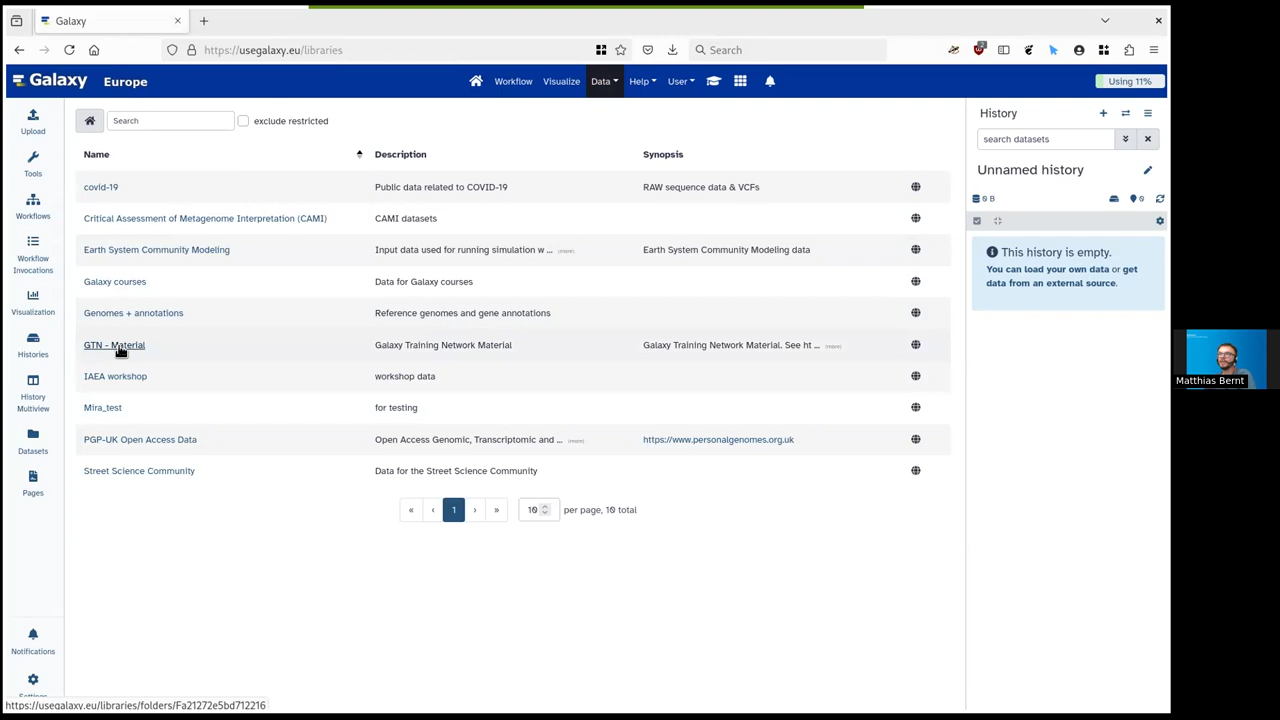 Galaxy
https://usegalaxy.eu/libraries
Search
2
Galaxy Europe
Workflow Visualize Data Help User
Using 11%
Upload
Tools
Workflows
Workflow
Invocations
Visualization
Histories
History
Multiview
Datasets
Pages
Notifications
Settings
Search
exclude restricted
Name Description Synopsis
covid-19 Public data related to COVID-19 RAW sequence data & VCFs
Critical Assessment of Metagenome Interpretation (CAMI) CAMI datasets
Earth System Community Modeling Input data used for running simulation w ... (more) Earth System Community Modeling data
Galaxy courses Data for Galaxy courses
Genomes + annotations Reference genomes and gene annotations
GTN - Material Galaxy Training Network Material Galaxy Training Network Material. See ht ... (more)
IAEA workshop workshop data
Mira_test for testing
PGP-UK Open Access Data Open Access Genomic, Transcriptomic and ... (more) https://www.personalgenomes.org.uk
Street Science Community Data for the Street Science Community
« ‹ 1 › » 10 per page, 10 total
History
search datasets
Unnamed history
0 B
0
This history is empty.
You can load your own data or get
data from an external source.
Matthias Bernt
https://usegalaxy.eu/libraries/folders/Fa21272e5bd712216